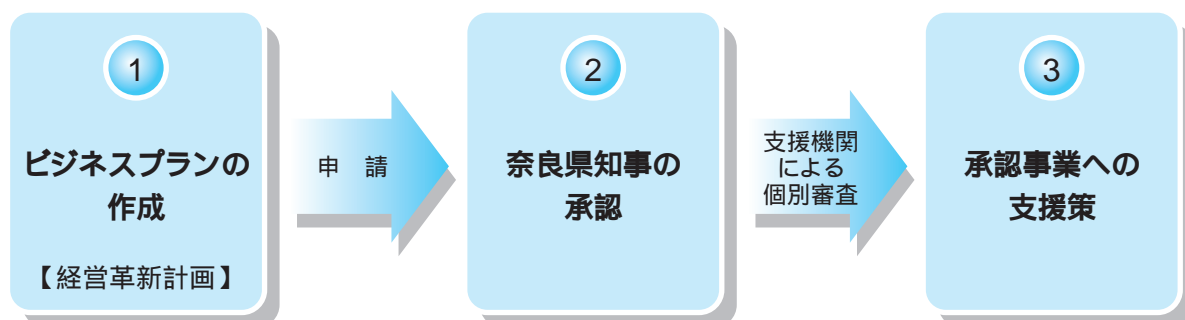 1
ビジネスプランの
作成
【経営革新計画】
申　請
2
奈良県知事の
承認
支援機関
による
個別審査
3
承認事業への
支援策